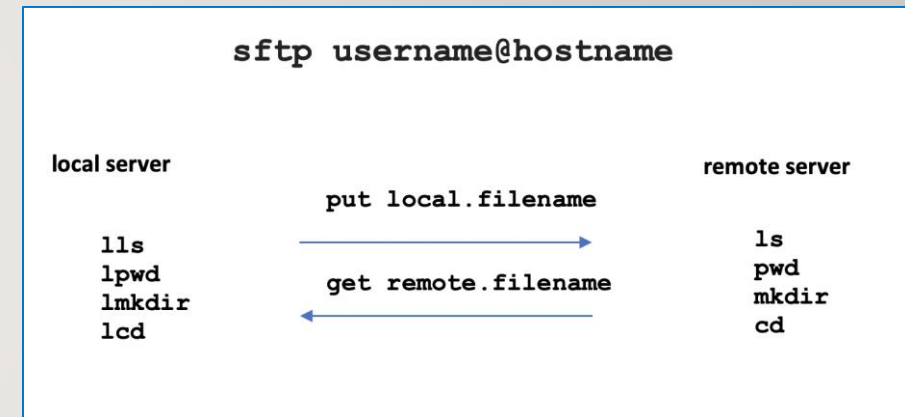 sftp username@hostname
local server
remote server
put local.filename
lls
lpwd
lmkdir
lcd
get remote.filename
ls
pwd
mkdir
cd